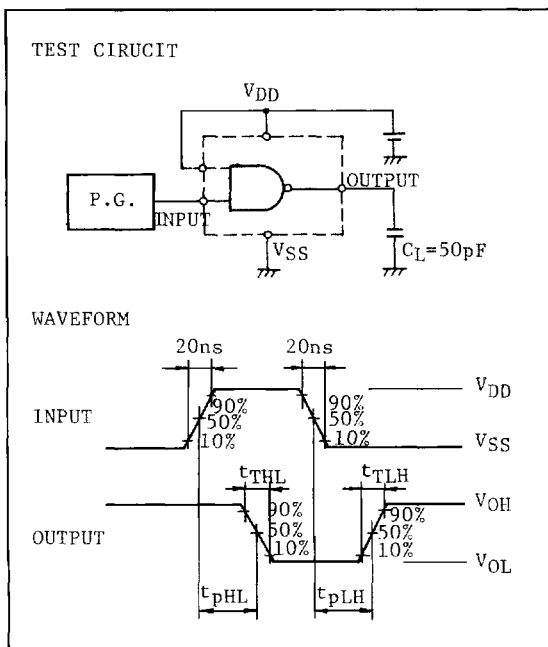 TEST CIRUCIT
VDD
P.G.
INPUT
OUTPUT
VSS
CL=50pF
WAVEFORM
20ns
20ns
INPUT
90%
50%
10%
90%
50%
10%
VDD
VSS
tTHL
tTLH
OUTPUT
90%
50%
10%
90%
50%
10%
VOH
VOL
tpHL
tpLH